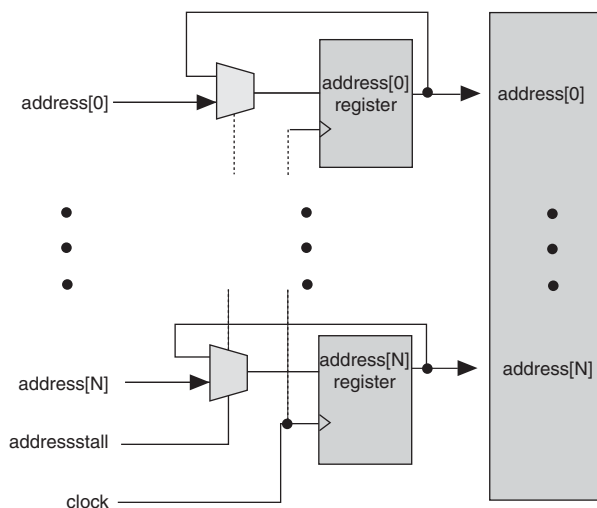 address[0]
address[0]
register
address[0]
address[N]
address[N]
register
address[N]
addressstall
clock